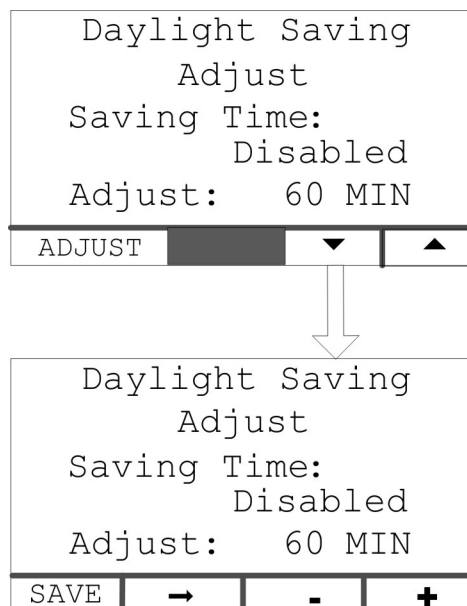 Daylight Saving
Adjust
Saving Time:
Disabled
Adjust: 60 MIN
ADJUST ▼ ▲
Daylight Saving
Adjust
Saving Time:
Disabled
Adjust: 60 MIN
SAVE → - +